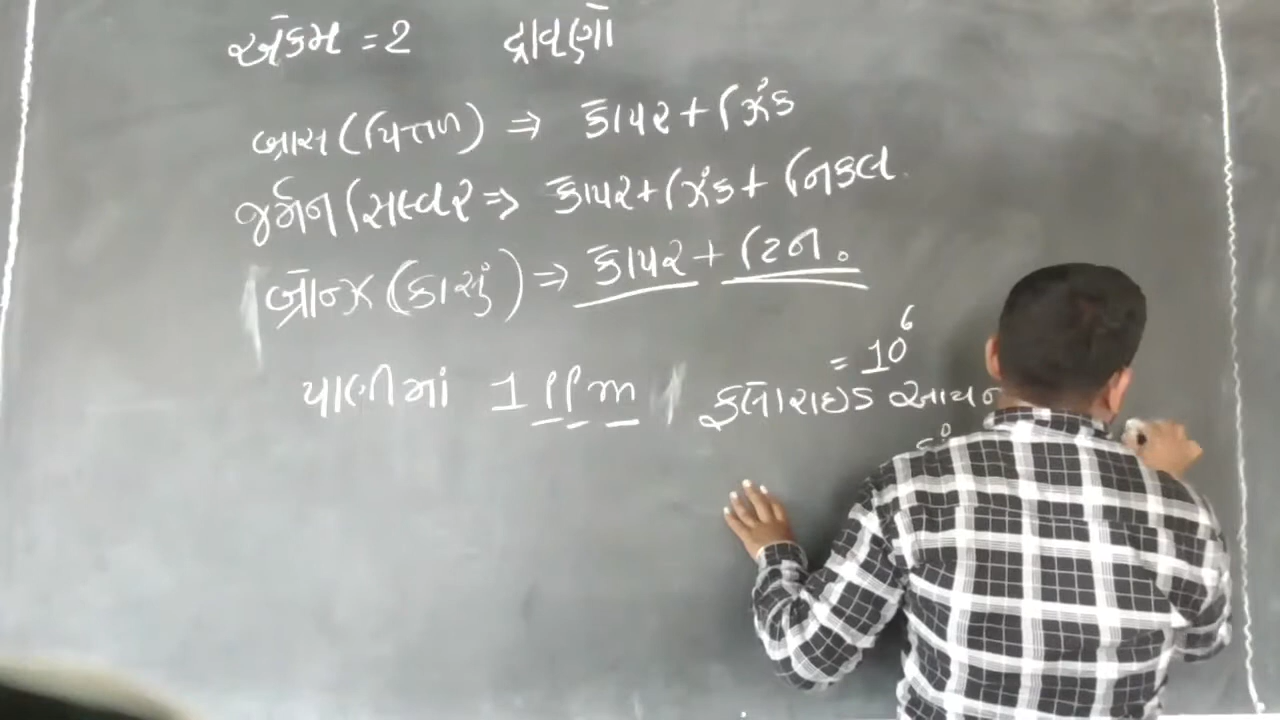 એકમ = 2 દ્રાવણો
બ્રાસ (પિત્તળ) ⇒ કોપર + ઝિંક
જર્મન સિલ્વર ⇒ કોપર + ઝિંક + નિકલ
બ્રોન્ઝ (કાસું) ⇒ કોપર + ટિન.
= 10⁶
પાણીમાં 1 ppm ફ્લોરાઇડ આયન